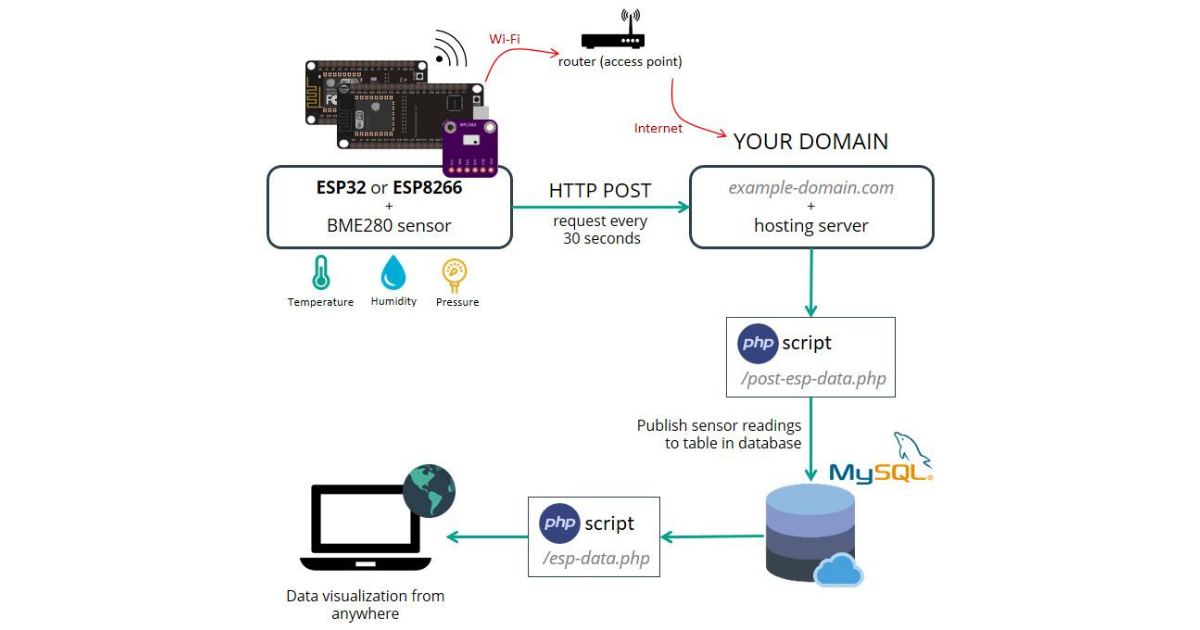 Wi-Fi
router (access point)
Internet
YOUR DOMAIN
ESP32 or ESP8266
+
BME280 sensor
HTTP POST
request every
30 seconds
example-domain.com
+
hosting server
Temperature
Humidity
Pressure
php script
/post-esp-data.php
Publish sensor readings
to table in database
MySQL
php script
/esp-data.php
Data visualization from
anywhere